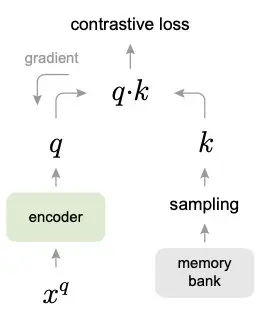 contrastive loss
gradient
q·k
q
k
encoder
sampling
memory
bank
x^q